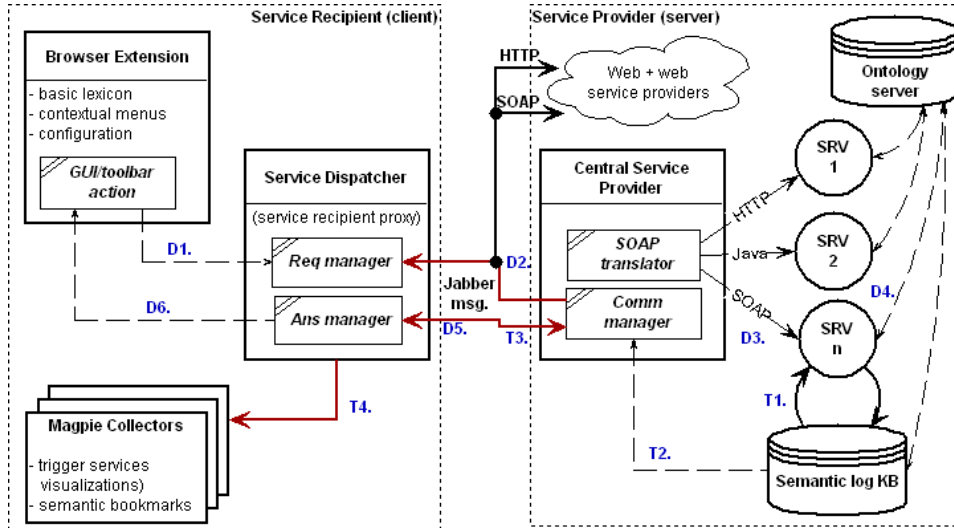 Service Recipient (client)
Service Provider (server)
Browser Extension
- basic lexicon
- contextual menus
- configuration
GUI/toolbar
action
HTTP
SOAP
Web + web
service providers
Ontology
server
Service Dispatcher
(service recipient proxy)
Req manager
Ans manager
Central Service
Provider
SOAP
translator
Comm
manager
HTTP
Java
SOAP
SRV
1
SRV
2
SRV
n
D1.
D2.
Jabber
msg.
D3.
D4.
D5.
D6.
T1.
T2.
T3.
T4.
Magpie Collectors
- trigger services
visualizations)
- semantic bookmarks
Semantic log KB